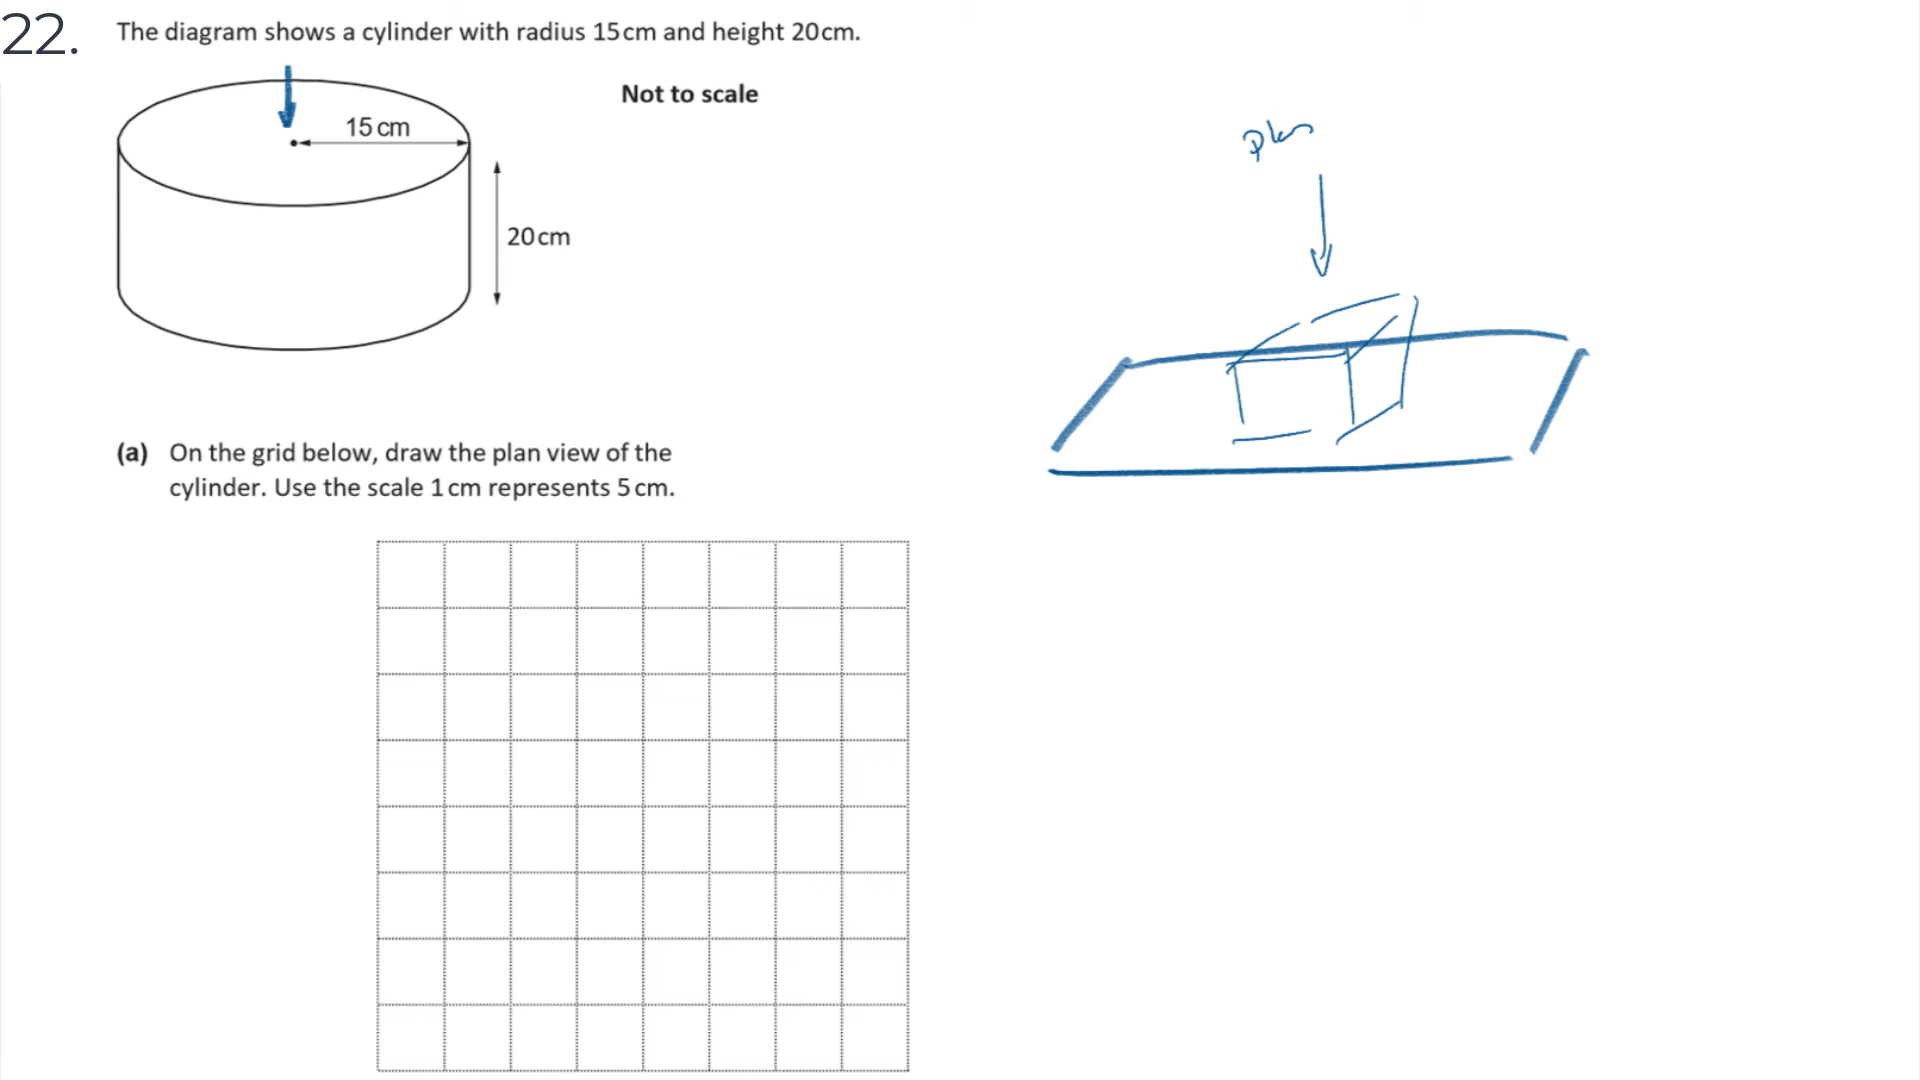 22.
The diagram shows a cylinder with radius 15 cm and height 20 cm.
Not to scale
15 cm
20 cm
plan
(a) On the grid below, draw the plan view of the
cylinder. Use the scale 1 cm represents 5 cm.